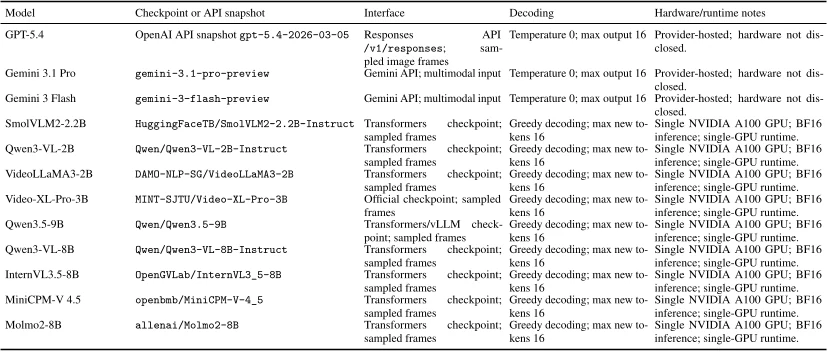 Model Checkpoint or API snapshot Interface Decoding Hardware/runtime notes
GPT-5.4 OpenAI API snapshot gpt-5.4-2026-03-05 Responses API Temperature 0; max output 16 Provider-hosted; hardware not dis-
/v1/responses; sam- closed.
pled image frames
Gemini 3.1 Pro gemini-3.1-pro-preview Gemini API; multimodal input Temperature 0; max output 16 Provider-hosted; hardware not dis-
closed.
Gemini 3 Flash gemini-3-flash-preview Gemini API; multimodal input Temperature 0; max output 16 Provider-hosted; hardware not dis-
closed.
SmolVLM2-2.2B HuggingFaceTB/SmolVLM2-2.2B-Instruct Transformers checkpoint; Greedy decoding; max new to- Single NVIDIA A100 GPU; BF16
sampled frames kens 16 inference; single-GPU runtime.
Qwen3-VL-2B Qwen/Qwen3-VL-2B-Instruct Transformers checkpoint; Greedy decoding; max new to- Single NVIDIA A100 GPU; BF16
sampled frames kens 16 inference; single-GPU runtime.
VideoLLaMA3-2B DAMO-NLP-SG/VideoLLaMA3-2B Transformers checkpoint; Greedy decoding; max new to- Single NVIDIA A100 GPU; BF16
sampled frames kens 16 inference; single-GPU runtime.
Video-XL-Pro-3B MINT-SJTU/Video-XL-Pro-3B Official checkpoint; sampled Greedy decoding; max new to- Single NVIDIA A100 GPU; BF16
frames kens 16 inference; single-GPU runtime.
Qwen3.5-9B Qwen/Qwen3.5-9B Transformers/vLLM check- Greedy decoding; max new to- Single NVIDIA A100 GPU; BF16
point; sampled frames kens 16 inference; single-GPU runtime.
Qwen3-VL-8B Qwen/Qwen3-VL-8B-Instruct Transformers checkpoint; Greedy decoding; max new to- Single NVIDIA A100 GPU; BF16
sampled frames kens 16 inference; single-GPU runtime.
InternVL3.5-8B OpenGVLab/InternVL3_5-8B Transformers checkpoint; Greedy decoding; max new to- Single NVIDIA A100 GPU; BF16
sampled frames kens 16 inference; single-GPU runtime.
MiniCPM-V 4.5 openbmb/MiniCPM-V-4_5 Transformers checkpoint; Greedy decoding; max new to- Single NVIDIA A100 GPU; BF16
sampled frames kens 16 inference; single-GPU runtime.
Molmo2-8B allenai/Molmo2-8B Transformers checkpoint; Greedy decoding; max new to- Single NVIDIA A100 GPU; BF16
sampled frames kens 16 inference; single-GPU runtime.